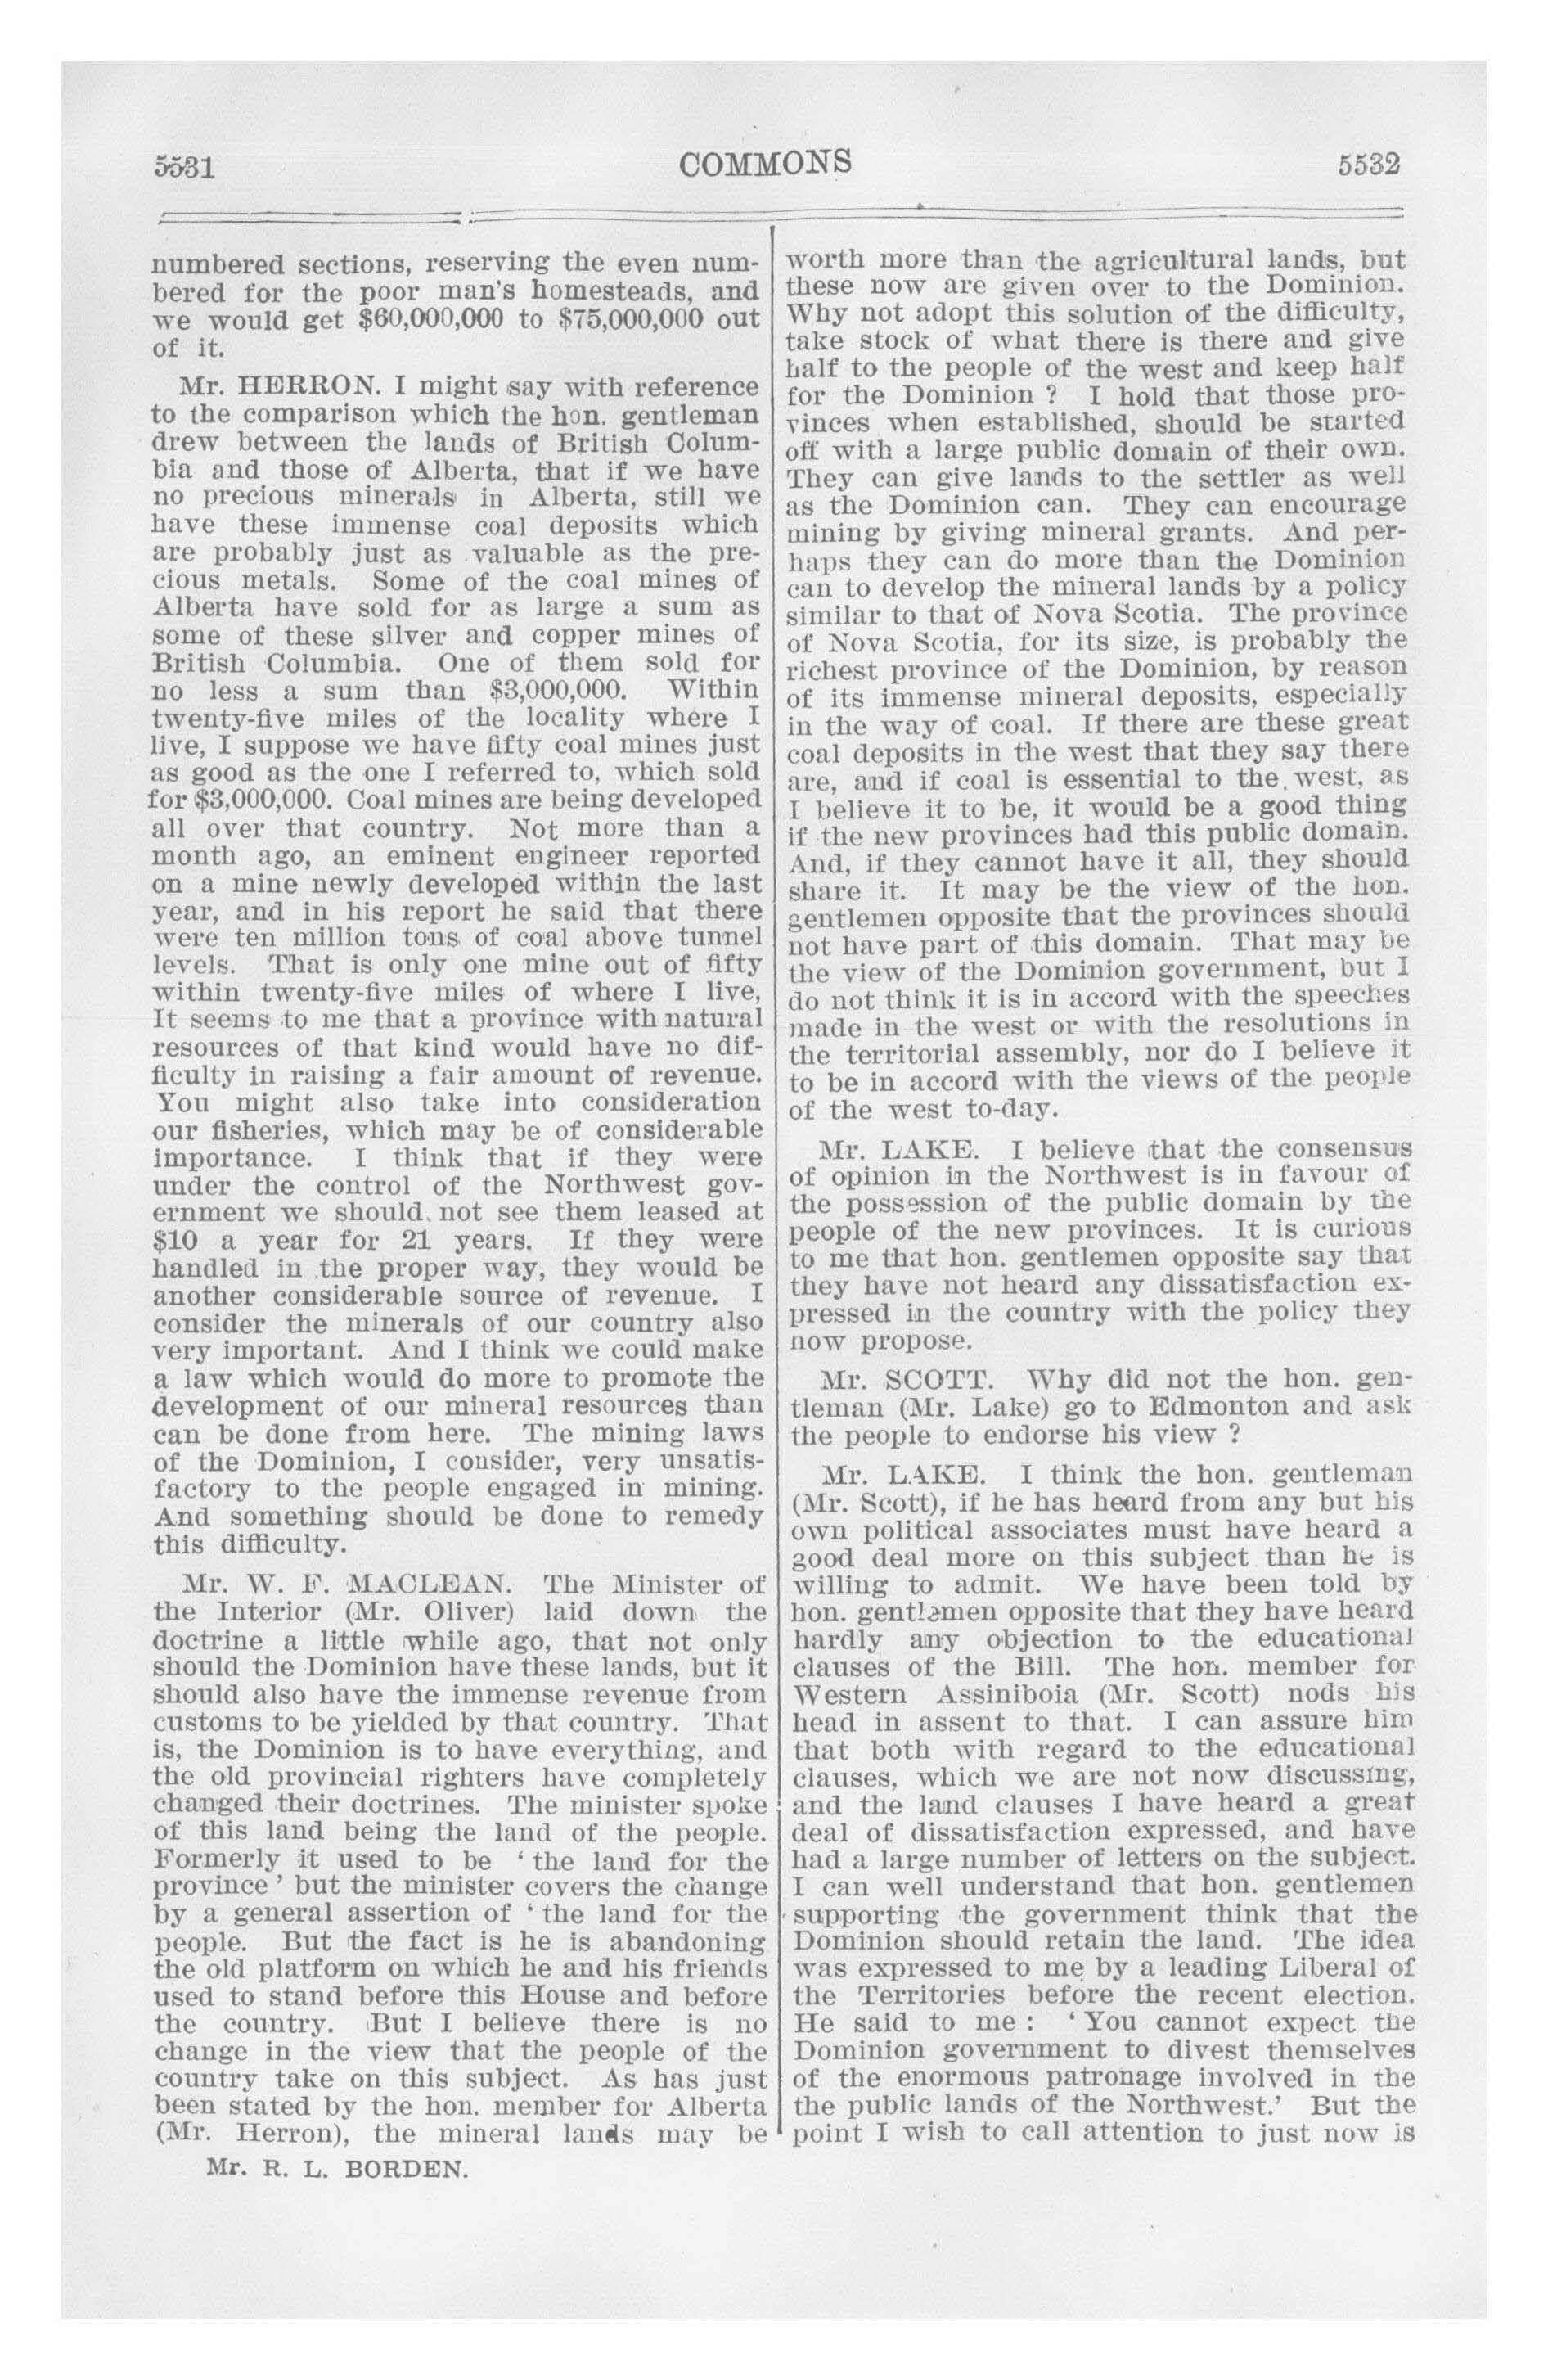 5531
COMMONS
5532
numbered sections, reserving the even num-
bered for the poor man's homesteads, and
we would get $60,000,000 to $75,000,000 out
of it.
Mr. HERRON. I might say with reference
to the comparison which the hon. gentleman
drew between the lands of British Colum-
bia and those of Alberta, that if we have
no precious minerals in Alberta, still we
have these immense coal deposits which
are probably just as valuable as the pre-
cious metals. Some of the coal mines of
Alberta have sold for as large a sum as
some of these silver and copper mines of
British Columbia. One of them sold for
no less a sum than $3,000,000. Within
twenty-five miles of the locality where I
live, I suppose we have fifty coal mines just
as good as the one I referred to, which sold
for $3,000,000. Coal mines are being developed
all over that country. Not more than a
month ago, an eminent engineer reported
on a mine newly developed within the last
year, and in his report he said that there
were ten million tons of coal above tunnel
levels. That is only one mine out of fifty
within twenty-five miles of where I live,
It seems to me that a province with natural
resources of that kind would have no dif-
ficulty in raising a fair amount of revenue.
You might also take into consideration
our fisheries, which may be of considerable
importance. I think that if they were
under the control of the Northwest gov-
ernment we should not see them leased at
$10 a year for 21 years. If they were
handled in the proper way, they would be
another considerable source of revenue. I
consider the minerals of our country also
very important. And I think we could make
a law which would do more to promote the
development of our mineral resources than
can be done from here. The mining laws
of the Dominion, I consider, very unsatis-
factory to the people engaged in mining.
And something should be done to remedy
this difficulty.
Mr. W. F. MACLEAN. The Minister of
the Interior (Mr. Oliver) laid down the
doctrine a little while ago, that not only
should the Dominion have these lands, but it
should also have the immense revenue from
customs to be yielded by that country. That
is, the Dominion is to have everything, and
the old provincial righters have completely
changed their doctrines. The minister spoke
of this land being the land of the people.
Formerly it used to be ‘ the land for the
province ’ but the minister covers the change
by a general assertion of ‘ the land for the
people. But the fact is he is abandoning
the old platform on which he and his friends
used to stand before this House and before
the country. But I believe there is no
change in the view that the people of the
country take on this subject. As has just
been stated by the hon. member for Alberta
(Mr. Herron), the mineral lands may be
Mr. R. L. BORDEN.
worth more than the agricultural lands, but
these now are given over to the Dominion.
Why not adopt this solution of the difficulty,
take stock of what there is there and give
half to the people of the west and keep half
for the Dominion ? I hold that those pro-
vinces when established, should be started
off with a large public domain of their own.
They can give lands to the settler as well
as the Dominion can. They can encourage
mining by giving mineral grants. And per-
haps they can do more than the Dominion
can to develop the mineral lands by a policy
similar to that of Nova Scotia. The province
of Nova Scotia, for its size, is probably the
richest province of the Dominion, by reason
of its immense mineral deposits, especially
in the way of coal. If there are these great
coal deposits in the west that they say there
are, and if coal is essential to the west, as
I believe it to be, it would be a good thing
if the new provinces had this public domain.
And, if they cannot have it all, they should
share it. It may be the view of the hon.
gentlemen opposite that the provinces should
not have part of this domain. That may be
the view of the Dominion government, but I
do not think it is in accord with the speeches
made in the west or with the resolutions in
the territorial assembly, nor do I believe it
to be in accord with the views of the people
of the west to-day.
Mr. LAKE. I believe that the consensus
of opinion in the Northwest is in favour of
the possession of the public domain by the
people of the new provinces. It is curious
to me that hon. gentlemen opposite say that
they have not heard any dissatisfaction ex-
pressed in the country with the policy they
now propose.
Mr. SCOTT. Why did not the hon. gen-
tleman (Mr. Lake) go to Edmonton and ask
the people to endorse his view ?
Mr. LAKE. I think the hon. gentleman
(Mr. Scott), if he has heard from any but his
own political associates must have heard a
good deal more on this subject than he is
willing to admit. We have been told by
hon. gentlemen opposite that they have heard
hardly any objection to the educational
clauses of the Bill. The hon. member for
Western Assiniboia (Mr. Scott) nods his
head in assent to that. I can assure him
that both with regard to the educational
clauses, which we are not now discussing,
and the land clauses I have heard a great
deal of dissatisfaction expressed, and have
had a large number of letters on the subject.
I can well understand that hon. gentlemen
supporting the government think that the
Dominion should retain the land. The idea
was expressed to me by a leading Liberal of
the Territories before the recent election.
He said to me : ‘ You cannot expect the
Dominion government to divest themselves
of the enormous patronage involved in the
the public lands of the Northwest.’ But the
point I wish to call attention to just now is